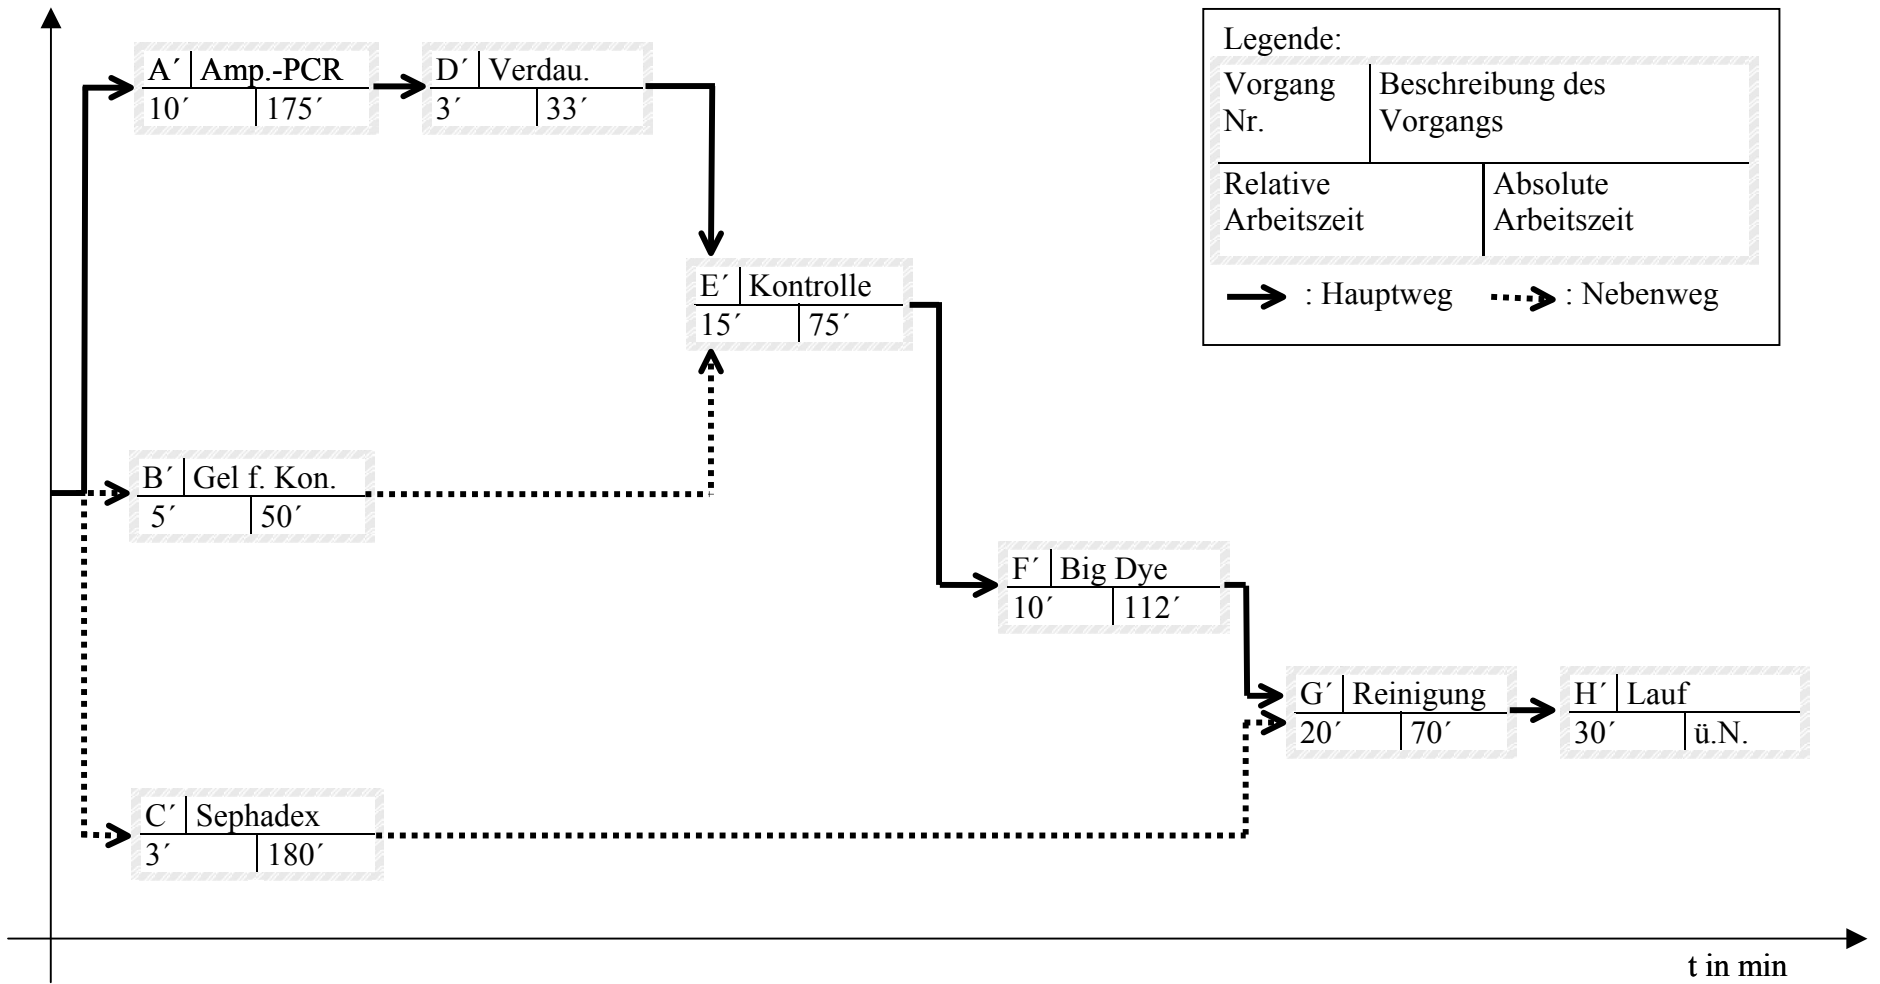 Legende:
Vorgang Nr.
Beschreibung des Vorgangs
Relative Arbeitszeit
Absolute Arbeitszeit
: Hauptweg
: Nebenweg
A´ Amp.-PCR
10´ 175´
D´ Verdau.
3´ 33´
E´ Kontrolle
15´ 75´
B´ Gel f. Kon.
5´ 50´
F´ Big Dye
10´ 112´
G´ Reinigung
20´ 70´
H´ Lauf
30´ ü.N.
C´ Sephadex
3´ 180´
t in min